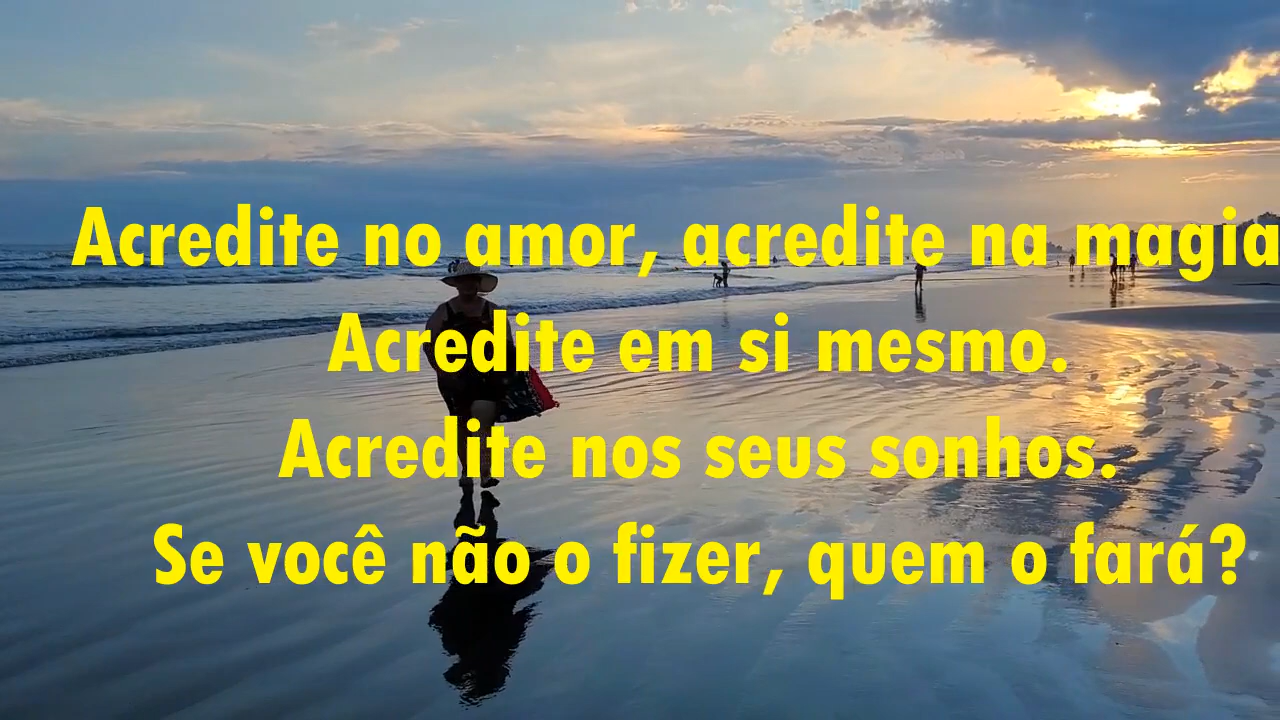 Acredite no amor, acredite na magia
Acredite em si mesmo.
Acredite nos seus sonhos.
Se você não o fizer, quem o fará?